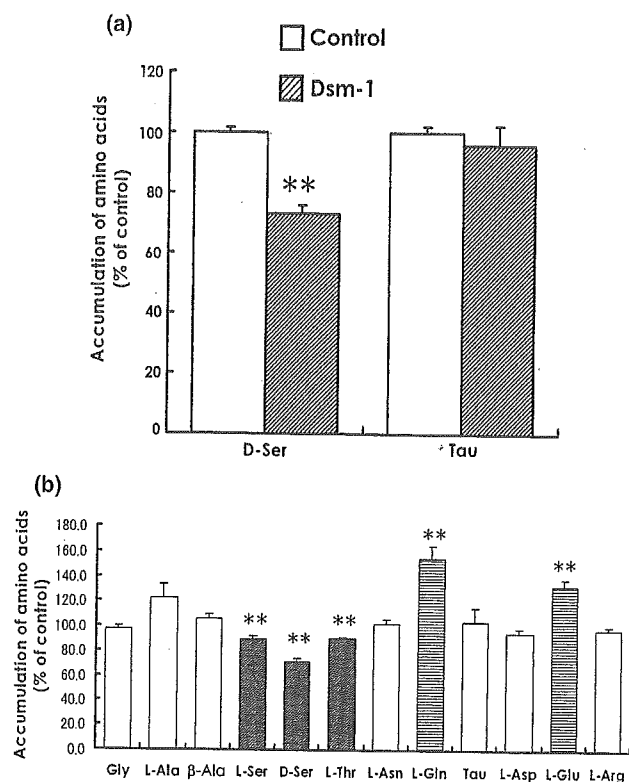 (a)
Control
Dsm-1
Accumulation of amino acids
(% of control)
120
100
80
60
40
20
0
**
D-Ser
Tau
(b)
Accumulation of amino acids
(% of control)
180.0
160.0
140.0
120.0
100.0
80.0
60.0
40.0
20.0
0.0
** ** ** ** **
Gly L-Ala β-Ala L-Ser D-Ser L-Thr L-Asn L-Gln Tau L-Asp L-Glu L-Arg